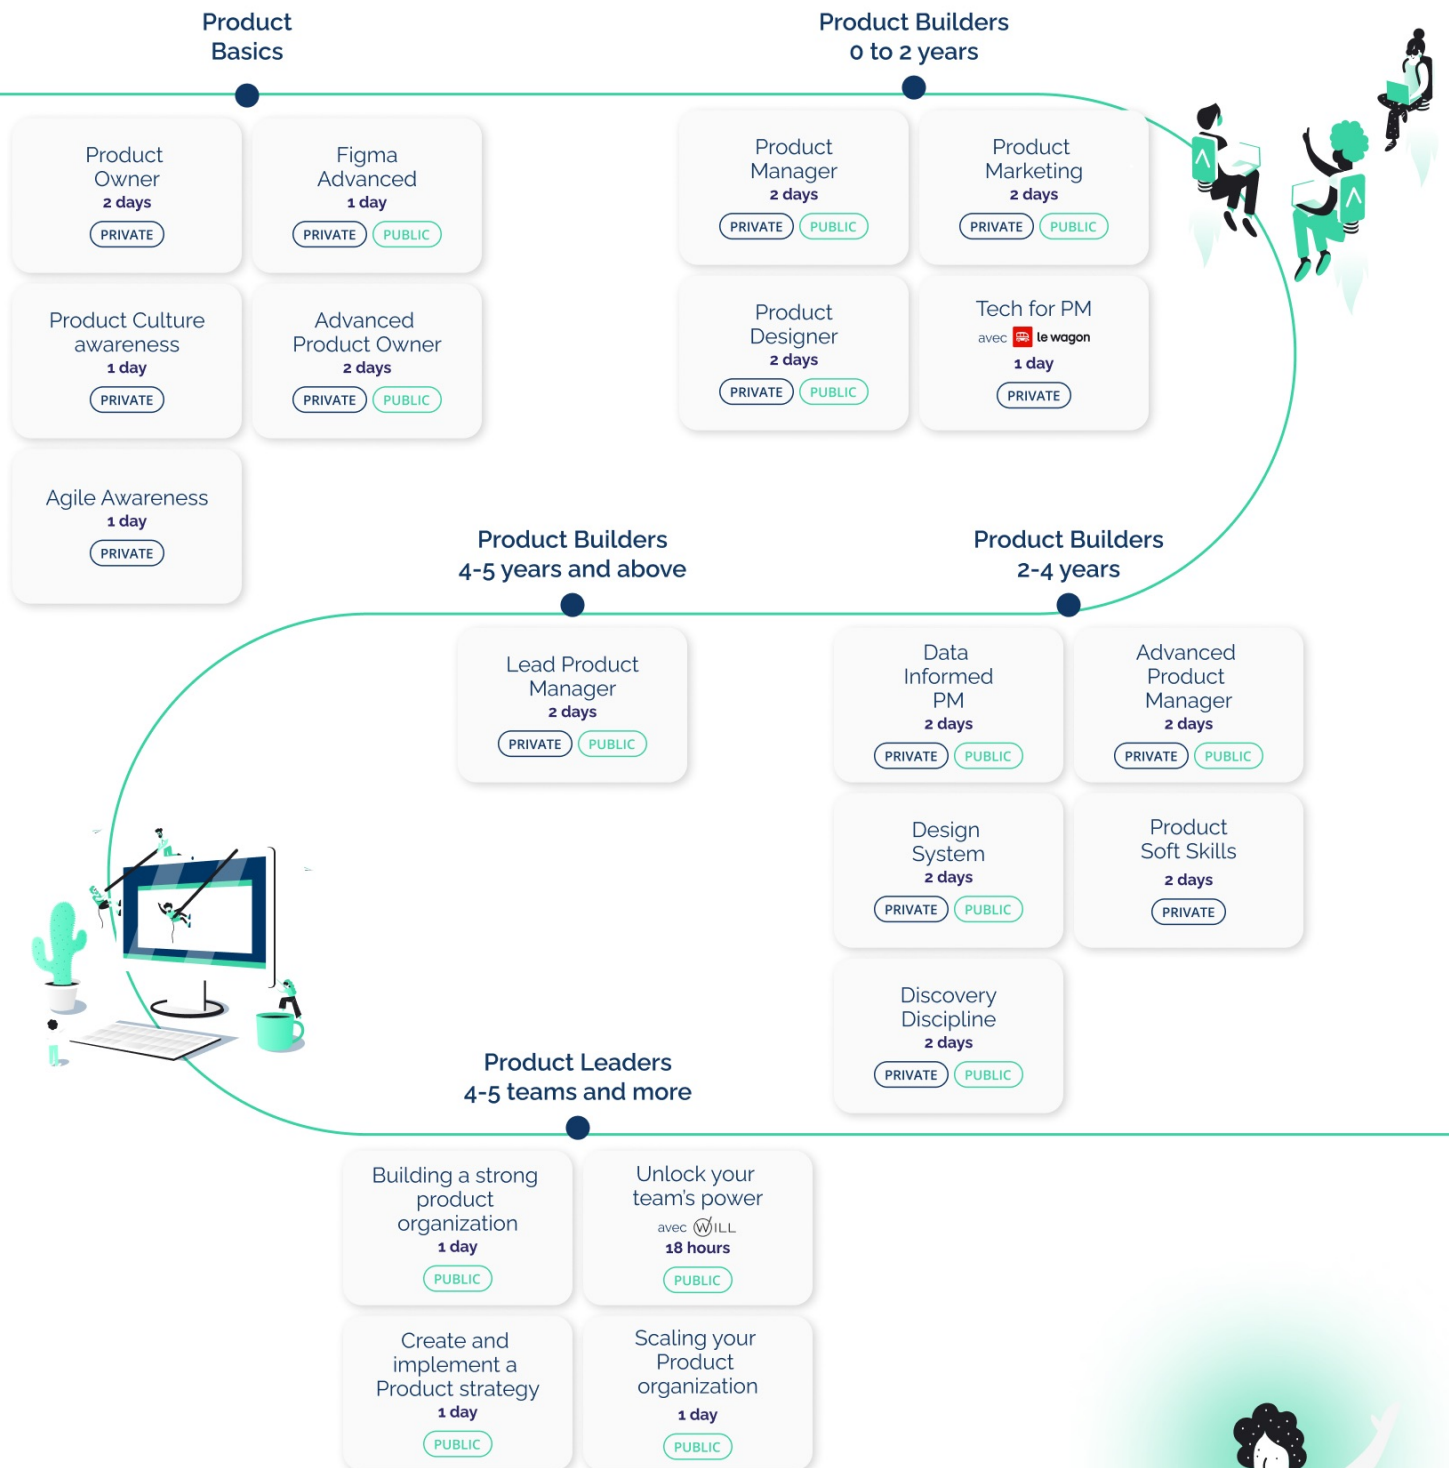 Product
Basics
Product Builders
0 to 2 years
Product
Owner
2 days
PRIVATE
Figma
Advanced
1 day
PRIVATE PUBLIC
Product Culture
awareness
1 day
PRIVATE
Advanced
Product Owner
2 days
PRIVATE PUBLIC
Agile Awareness
1 day
PRIVATE
Product
Manager
2 days
PRIVATE PUBLIC
Product
Marketing
2 days
PRIVATE PUBLIC
Product
Designer
2 days
PRIVATE PUBLIC
Tech for PM
avec le wagon
1 day
PRIVATE
Product Builders
4-5 years and above
Product Builders
2-4 years
Lead Product
Manager
2 days
PRIVATE PUBLIC
Data
Informed
PM
2 days
PRIVATE PUBLIC
Advanced
Product
Manager
2 days
PRIVATE PUBLIC
Design
System
2 days
PRIVATE PUBLIC
Product
Soft Skills
2 days
PRIVATE
Discovery
Discipline
2 days
PRIVATE PUBLIC
Product Leaders
4-5 teams and more
Building a strong
product
organization
1 day
PUBLIC
Unlock your
team's power
avec WILL
18 hours
PUBLIC
Create and
implement a
Product strategy
1 day
PUBLIC
Scaling your
Product
organization
1 day
PUBLIC